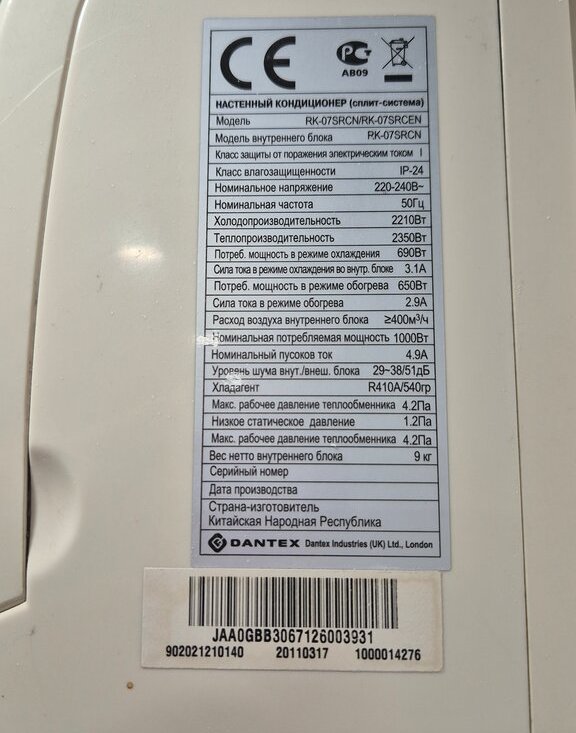 CE PG
AB09
НАСТЕННЫЙ КОНДИЦИОНЕР (сплит-система)
Модель RK-07SRCN/RK-07SRCEN
Модель внутреннего блока RK-07SRCN
Класс защиты от поражения электрическим током I
Класс влагозащищенности IP-24
Номинальное напряжение 220-240В~
Номинальная частота 50Гц
Холодопроизводительность 2210Вт
Теплопроизводительность 2350Вт
Потреб. мощность в режиме охлаждения 690Вт
Сила тока в режиме охлаждения во внутр. блоке 3.1А
Потреб. мощность в режиме обогрева 650Вт
Сила тока в режиме обогрева 2.9А
Расход воздуха внутреннего блока ≥400м³/ч
Номинальная потребляемая мощность 1000Вт
Номинальный пусоков ток 4.9А
Уровень шума внут./внеш. блока 29~38/51дБ
Хладагент R410A/540гр
Макс. рабочее давление теплообменника 4.2Па
Низкое статическое давление 1.2Па
Макс. рабочее давление теплообменника 4.2Па
Вес нетто внутреннего блока 9 кг
Серийный номер
Дата производства
Страна-изготовитель
Китайская Народная Республика
DANTEX Dantex Industries (UK) Ltd., London
JAA0GBB3067126003931
902021210140 20110317 1000014276